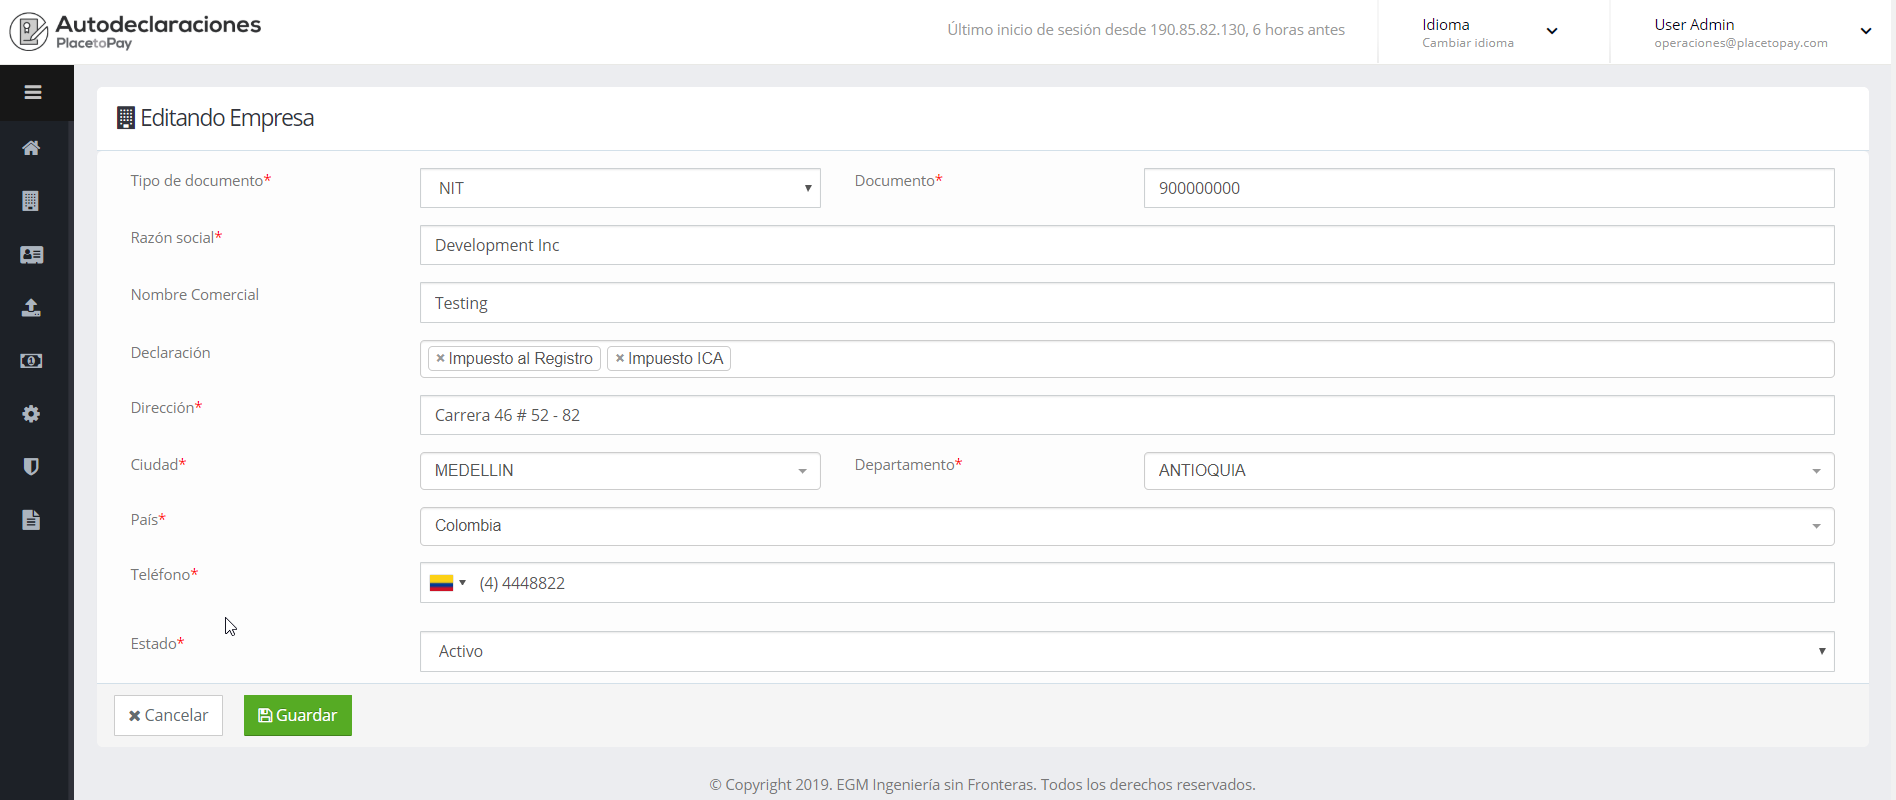 Autodeclaraciones
PlacetoPay
Último inicio de sesión desde 190.85.82.130, 6 horas antes
Idioma
Cambiar idioma
User Admin
operaciones@placetopay.com
Editando Empresa
Tipo de documento*
NIT
Documento*
900000000
Razón social*
Development Inc
Nombre Comercial
Testing
Declaración
× Impuesto al Registro × Impuesto ICA
Dirección*
Carrera 46 # 52 - 82
Ciudad*
MEDELLIN
Departamento*
ANTIOQUIA
País*
Colombia
Teléfono*
(4) 4448822
Estado*
Activo
Cancelar
Guardar
© Copyright 2019. EGM Ingeniería sin Fronteras. Todos los derechos reservados.